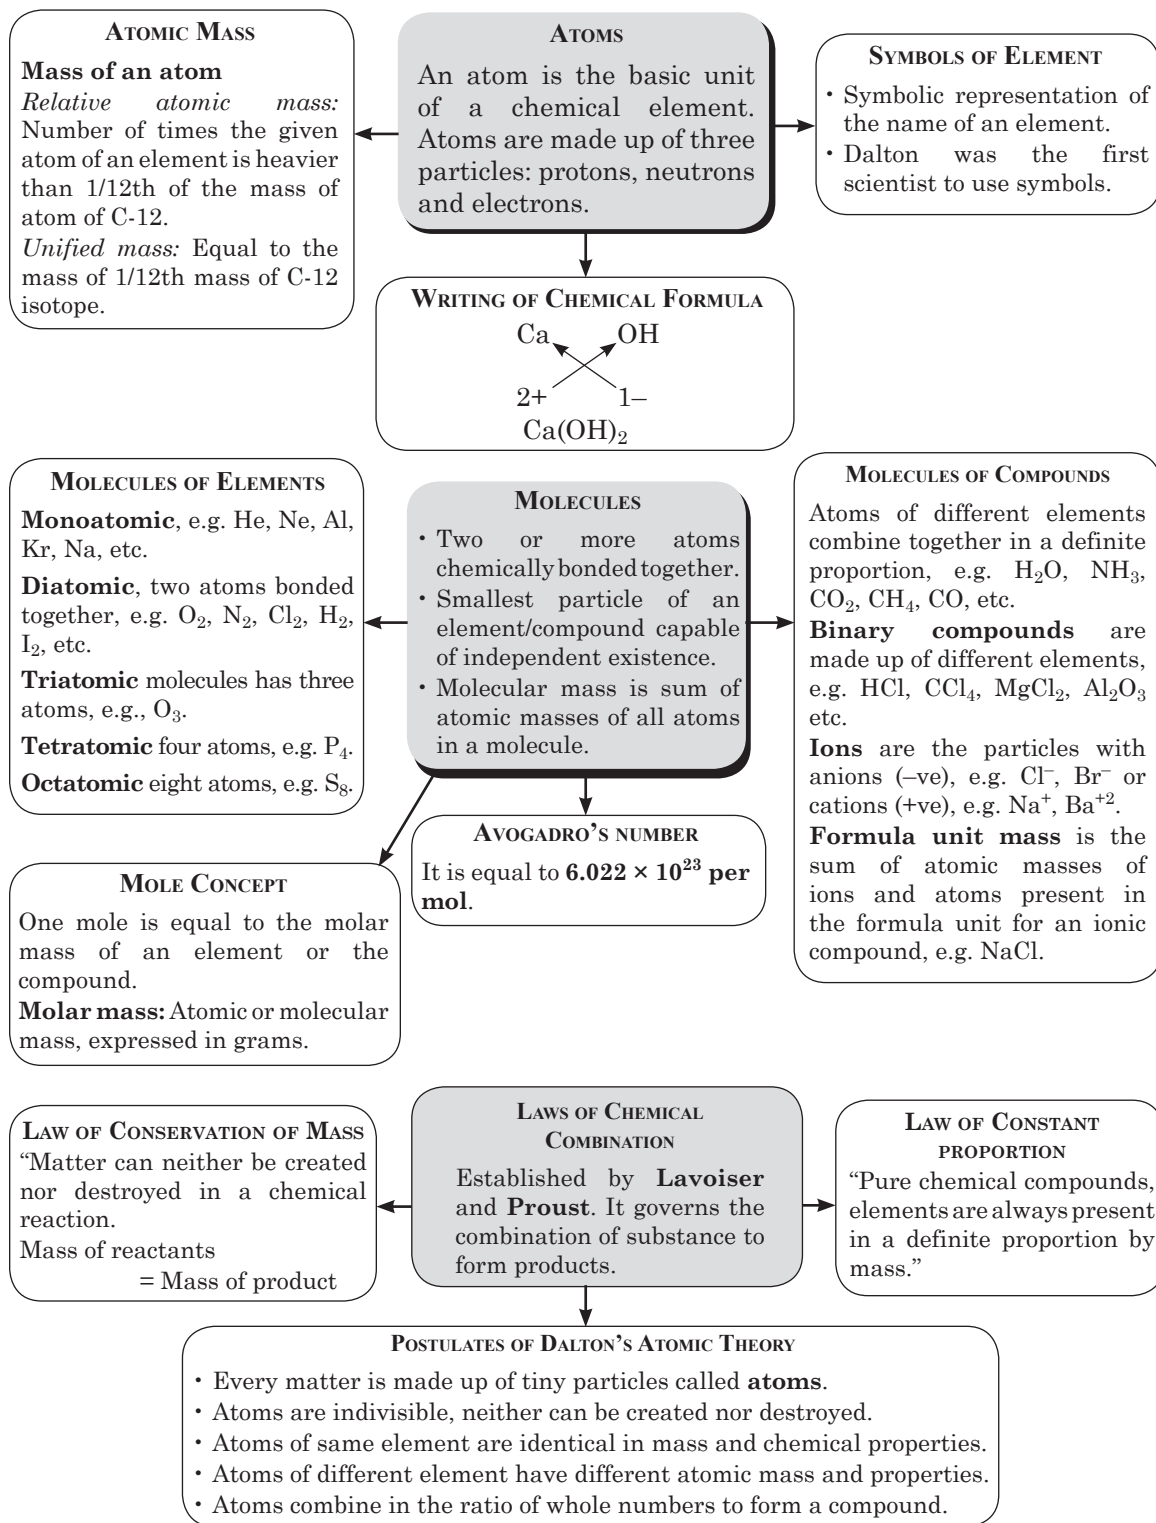 ATOMIC MASS
Mass of an atom
Relative atomic mass:
Number of times the given
atom of an element is heavier
than 1/12th of the mass of
atom of C-12.
Unified mass: Equal to the
mass of 1/12th mass of C-12
isotope.
ATOMS
An atom is the basic unit
of a chemical element.
Atoms are made up of three
particles: protons, neutrons
and electrons.
SYMBOLS OF ELEMENT
• Symbolic representation of
the name of an element.
• Dalton was the first
scientist to use symbols.
WRITING OF CHEMICAL FORMULA
Ca OH
2+ 1–
Ca(OH)₂
MOLECULES OF ELEMENTS
Monoatomic, e.g. He, Ne, Al,
Kr, Na, etc.
Diatomic, two atoms bonded
together, e.g. O₂, N₂, Cl₂, H₂,
I₂, etc.
Triatomic molecules has three
atoms, e.g., O₃.
Tetratomic four atoms, e.g. P₄.
Octatomic eight atoms, e.g. S₈.
MOLECULES
• Two or more atoms
chemically bonded together.
• Smallest particle of an
element/compound capable
of independent existence.
• Molecular mass is sum of
atomic masses of all atoms
in a molecule.
MOLECULES OF COMPOUNDS
Atoms of different elements
combine together in a definite
proportion, e.g. H₂O, NH₃,
CO₂, CH₄, CO, etc.
Binary compounds are
made up of different elements,
e.g. HCl, CCl₄, MgCl₂, Al₂O₃
etc.
Ions are the particles with
anions (–ve), e.g. Cl⁻, Br⁻ or
cations (+ve), e.g. Na⁺, Ba⁺².
Formula unit mass is the
sum of atomic masses of
ions and atoms present in
the formula unit for an ionic
compound, e.g. NaCl.
AVOGADRO'S NUMBER
It is equal to 6.022 × 10²³ per
mol.
MOLE CONCEPT
One mole is equal to the molar
mass of an element or the
compound.
Molar mass: Atomic or molecular
mass, expressed in grams.
LAW OF CONSERVATION OF MASS
“Matter can neither be created
nor destroyed in a chemical
reaction.
Mass of reactants
= Mass of product
LAWS OF CHEMICAL
COMBINATION
Established by Lavoiser
and Proust. It governs the
combination of substance to
form products.
LAW OF CONSTANT
PROPORTION
“Pure chemical compounds,
elements are always present
in a definite proportion by
mass.”
POSTULATES OF DALTON'S ATOMIC THEORY
• Every matter is made up of tiny particles called atoms.
• Atoms are indivisible, neither can be created nor destroyed.
• Atoms of same element are identical in mass and chemical properties.
• Atoms of different element have different atomic mass and properties.
• Atoms combine in the ratio of whole numbers to form a compound.